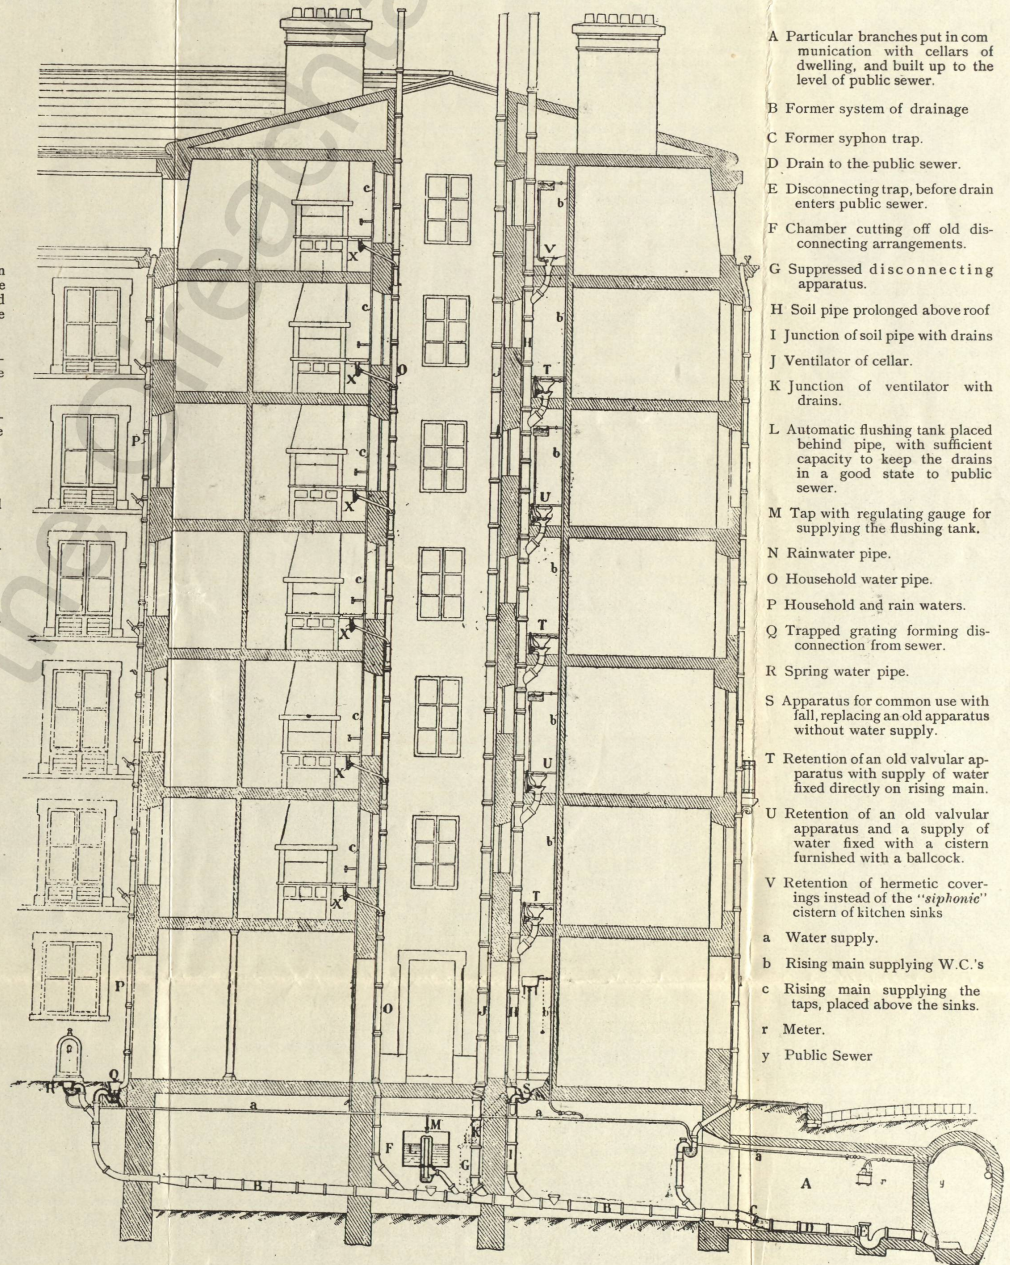 A Particular branches put in com
munication with cellars of
dwelling, and built up to the
level of public sewer.
B Former system of drainage
C Former syphon trap.
D Drain to the public sewer.
E Disconnecting trap, before drain
enters public sewer.
F Chamber cutting off old dis-
connecting arrangements.
G Suppressed disconnecting
apparatus.
H Soil pipe prolonged above roof
I Junction of soil pipe with drains
J Ventilator of cellar.
K Junction of ventilator with
drains.
L Automatic flushing tank placed
behind pipe, with sufficient
capacity to keep the drains
in a good state to public
sewer.
M Tap with regulating gauge for
supplying the flushing tank.
N Rainwater pipe.
O Household water pipe.
P Household and rain waters.
Q Trapped grating forming dis-
connection from sewer.
R Spring water pipe.
S Apparatus for common use with
fall, replacing an old apparatus
without water supply.
T Retention of an old valvular ap-
paratus with supply of water
fixed directly on rising main.
U Retention of an old valvular
apparatus and a supply of
water fixed with a cistern
furnished with a ballcock.
V Retention of hermetic cover-
ings instead of the "siphonic"
cistern of kitchen sinks
a Water supply.
b Rising main supplying W.C.'s
c Rising main supplying the
taps, placed above the sinks.
r Meter.
y Public Sewer
c
b
X
V
c
b
H
X
O
J
T
P
c
b
X
U
c
b
X
T
c
b
X
U
c
b
X
T
P
O
J
H
b
R
Q
S
a
a
M
K
F
L
G
I
a
A
r
y
B
B
C
D
E
the Oireachta